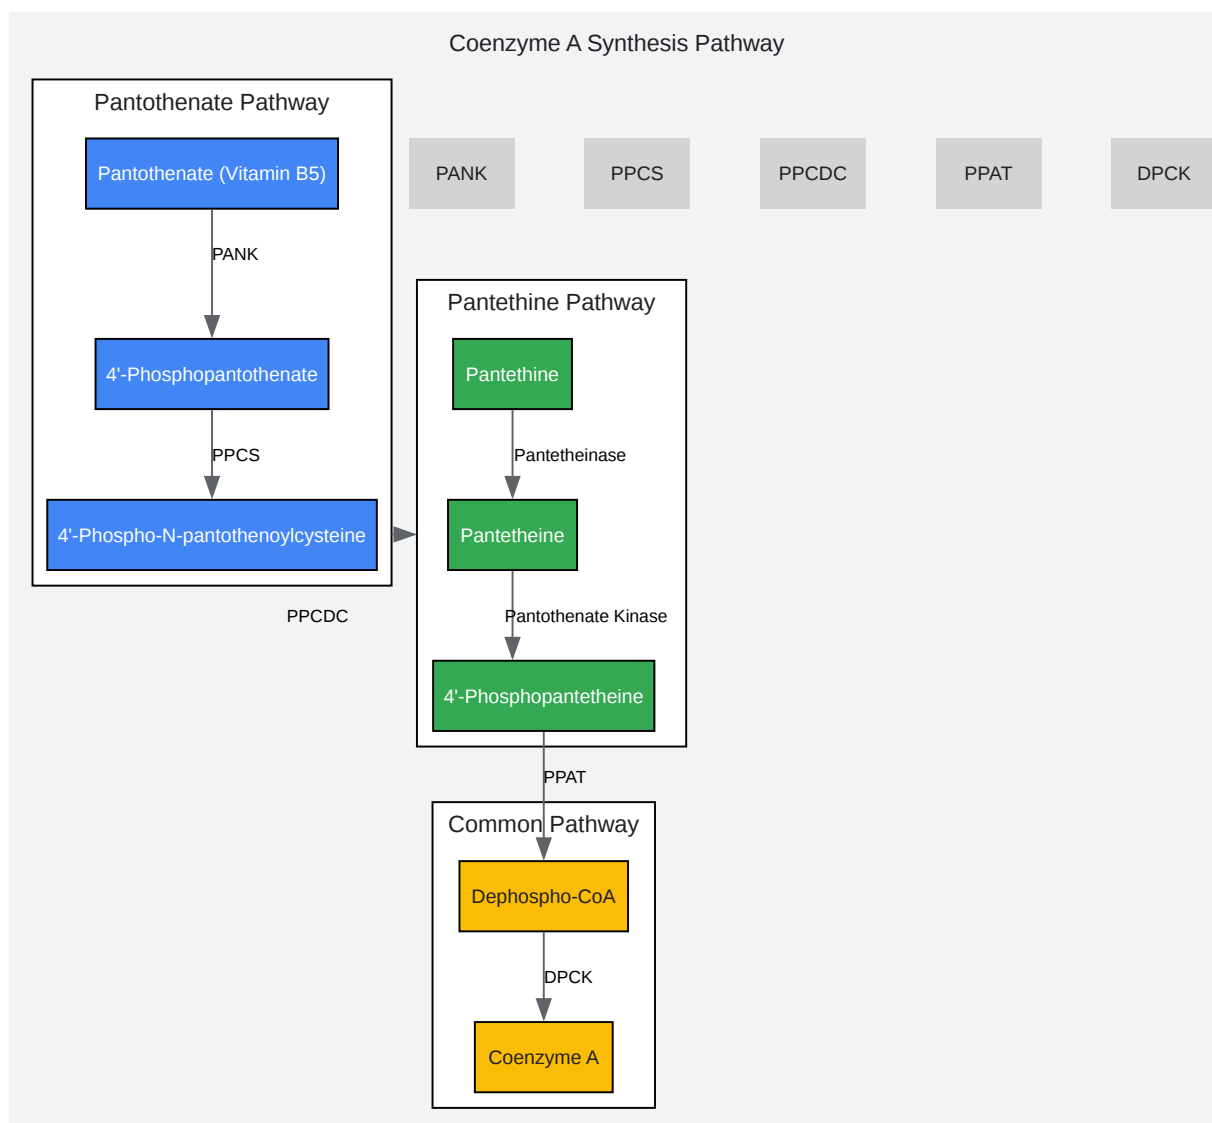 Coenzyme A Synthesis Pathway
Pantothenate Pathway
Pantothenate (Vitamin B5)
PANK
PPCS
PPCDC
PPAT
DPCK
PANK
Pantethine Pathway
4'-Phosphopantothenate
Pantethine
PPCS
Pantetheinase
4'-Phospho-N-pantothenoylcysteine
Pantetheine
PPCDC
Pantothenate Kinase
4'-Phosphopantetheine
PPAT
Common Pathway
Dephospho-CoA
DPCK
Coenzyme A